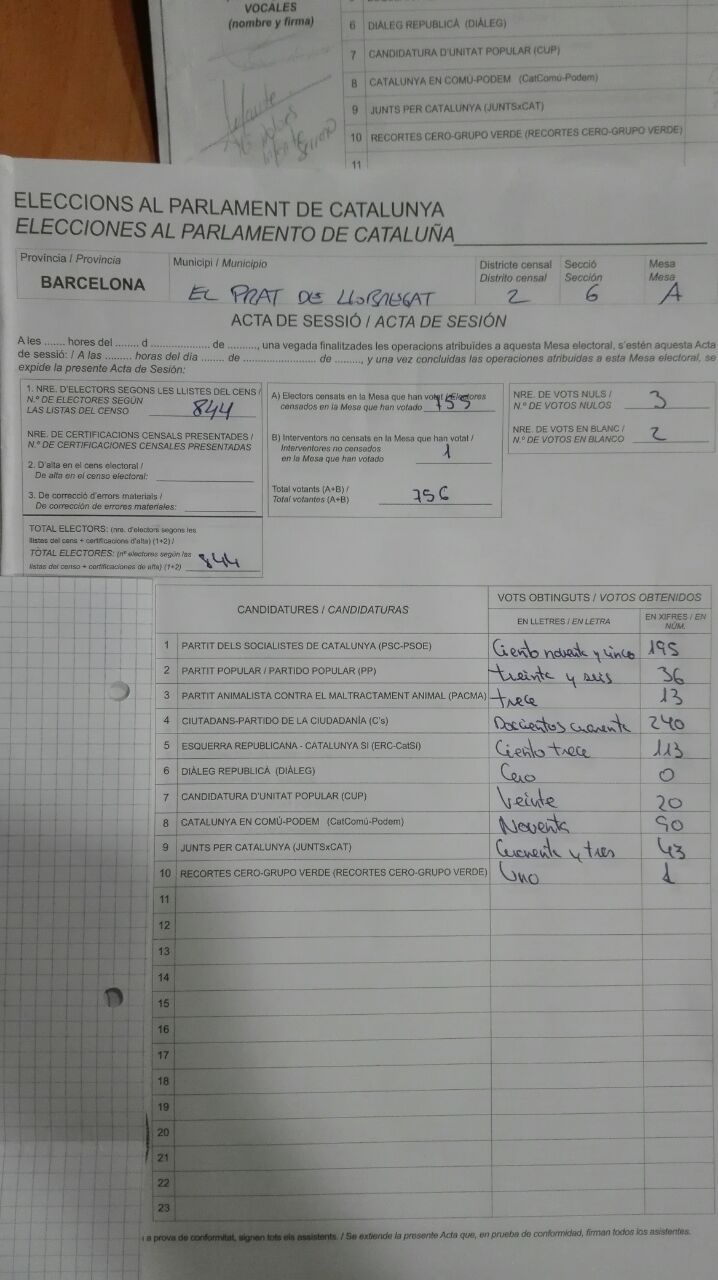 VOCALES
(nombre y firma)
6 DIÀLEG REPUBLICÀ (DIÀLEG)
7 CANDIDATURA D'UNITAT POPULAR (CUP)
8 CATALUNYA EN COMÚ-PODEM (CatComú-Podem)
9 JUNTS PER CATALUNYA (JUNTSxCAT)
10 RECORTES CERO-GRUPO VERDE (RECORTES CERO-GRUPO VERDE)
11
ELECCIONS AL PARLAMENT DE CATALUNYA
ELECCIONES AL PARLAMENTO DE CATALUÑA
Província / Provincia
BARCELONA
Municipi / Municipio
EL PRAT DE LLOBREGAT
Districte censal
Distrito censal
2
Secció
Sección
6
Mesa
Mesa
A
ACTA DE SESSIÓ / ACTA DE SESIÓN
A les ....... hores del ....... d ................... de ........., una vegada finalitzades les operacions atribuïdes a aquesta Mesa electoral, s'estén aquesta Acta
de sessió: / A las ......... horas del día ....... de ................... de ........., y una vez concluidas las operaciones atribuidas a esta Mesa electoral, se
expide la presente Acta de Sesión:
1. NRE. D'ELECTORS SEGONS LES LLISTES DEL CENS /
N.º DE ELECTORES SEGÚN
LAS LISTAS DEL CENSO 844
NRE. DE CERTIFICACIONS CENSALS PRESENTADES /
N.º DE CERTIFICACIONES CENSALES PRESENTADAS
2. D'alta en el cens electoral /
De alta en el censo electoral:
3. De correcció d'errors materials /
De corrección de errores materiales:
TOTAL ELECTORS: (nre. d'electors segons les
llistes del cens + certificacions d'alta) (1+2) /
TOTAL ELECTORES: (nº electores según las
listas del censo + certificaciones de alta) (1+2) 844
A) Electors censats en la Mesa que han votat / Electores
censados en la Mesa que han votado 755
B) Interventors no censats en la Mesa que han votat /
Interventores no censados
en la Mesa que han votado 1
Total votants (A+B) /
Total votantes (A+B) 756
NRE. DE VOTS NULS /
N.º DE VOTOS NULOS 3
NRE. DE VOTS EN BLANC /
N.º DE VOTOS EN BLANCO 2
CANDIDATURES / CANDIDATURAS
VOTS OBTINGUTS / VOTOS OBTENIDOS
EN LLETRES / EN LETRA
EN XIFRES / EN
NÚM.
1 PARTIT DELS SOCIALISTES DE CATALUNYA (PSC-PSOE) Ciento noventa y cinco 195
2 PARTIT POPULAR / PARTIDO POPULAR (PP) treinta y seis 36
3 PARTIT ANIMALISTA CONTRA EL MALTRACTAMENT ANIMAL (PACMA) trece 13
4 CIUTADANS-PARTIDO DE LA CIUDADANÍA (C's) Doscientos cuarenta 240
5 ESQUERRA REPUBLICANA - CATALUNYA SÍ (ERC-CatSí) Ciento trece 113
6 DIÀLEG REPUBLICÀ (DIÀLEG) Cero 0
7 CANDIDATURA D'UNITAT POPULAR (CUP) Veinte 20
8 CATALUNYA EN COMÚ-PODEM (CatComú-Podem) Noventa 90
9 JUNTS PER CATALUNYA (JUNTSxCAT) Cuarenta y tres 43
10 RECORTES CERO-GRUPO VERDE (RECORTES CERO-GRUPO VERDE) Uno 1
11
12
13
14
15
16
17
18
19
20
21
22
23
a prova de conformitat, signen tots els assistents. / Se extiende la presente Acta que, en prueba de conformidad, firman todos los asistentes.